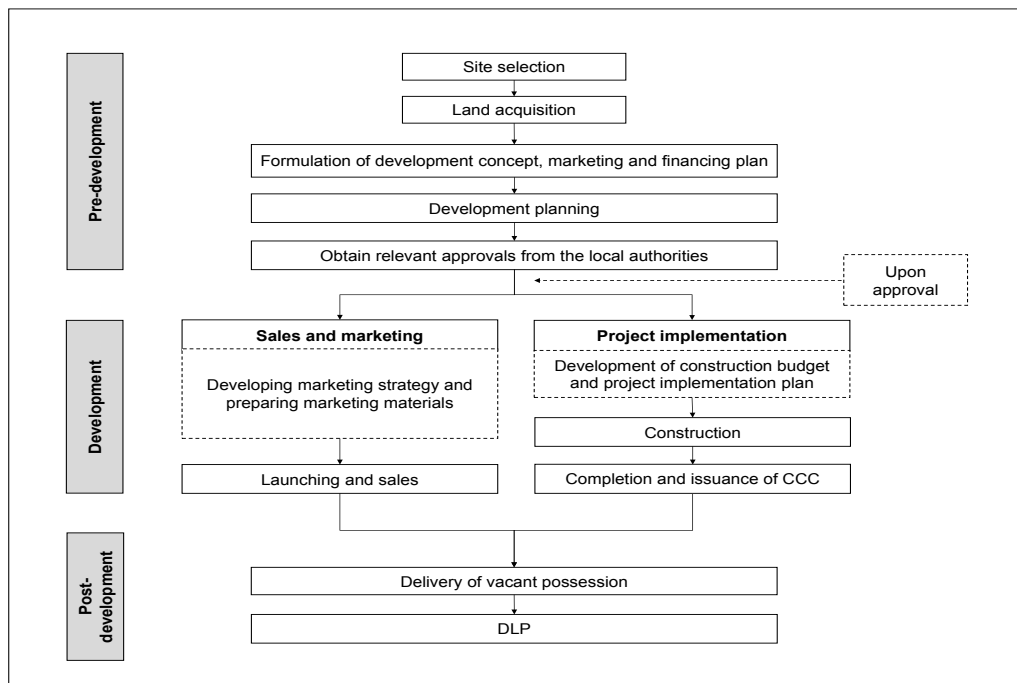 Pre-development
Site selection
Land acquisition
Formulation of development concept, marketing and financing plan
Development planning
Obtain relevant approvals from the local authorities
Upon
approval
Development
Sales and marketing
Developing marketing strategy and
preparing marketing materials
Launching and sales
Project implementation
Development of construction budget
and project implementation plan
Construction
Completion and issuance of CCC
Post-
development
Delivery of vacant possession
DLP